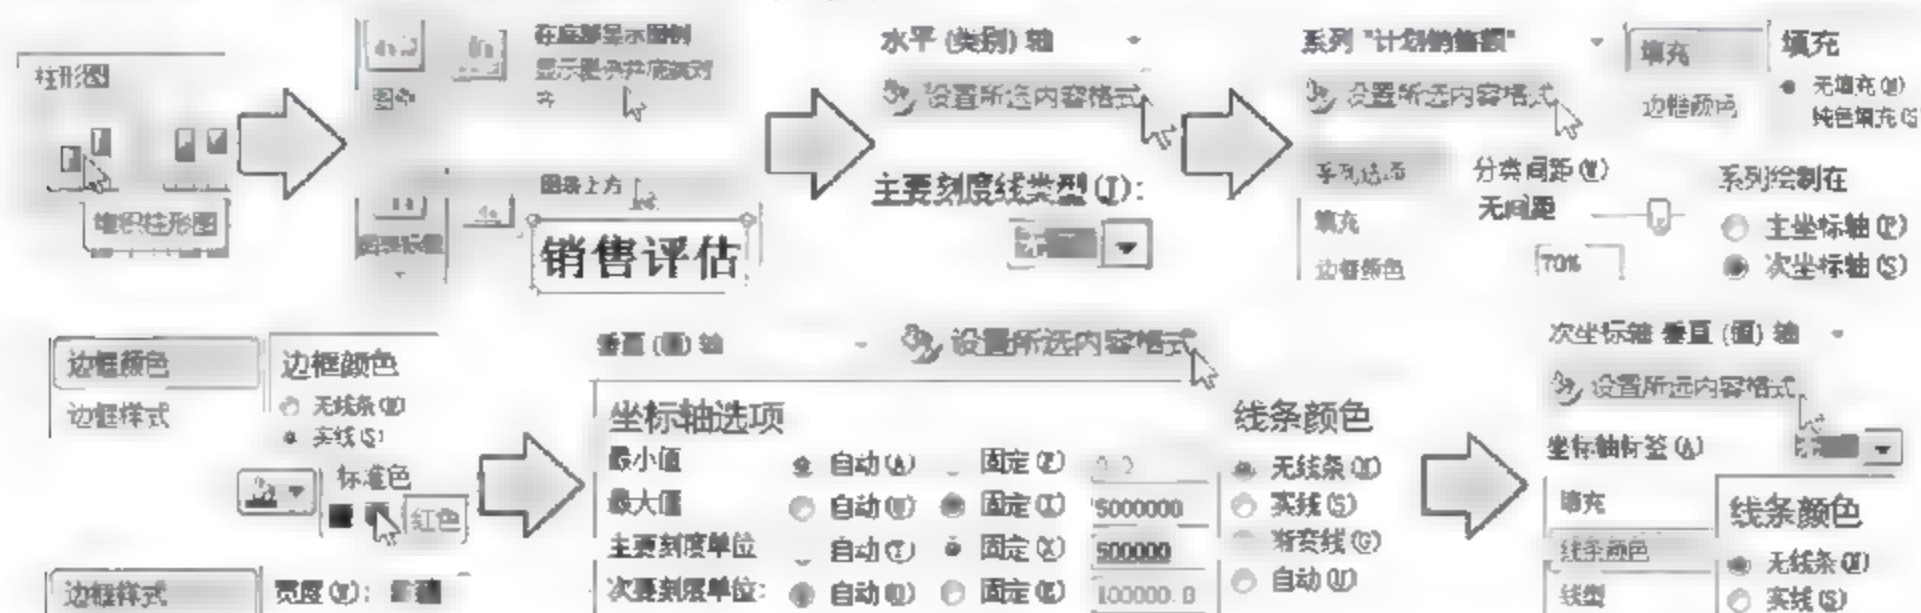 柱形图
堆积柱形图
在底部显示图例
图例
图表上方
销售评估
水平 (类别) 轴
设置所选内容格式
主要刻度线类型(J):
系列 "计划销售额"
设置所选内容格式
系列选项
填充
边框颜色
分类间距(W)
无间距
70%
填充
边框颜色
填充
无填充(N)
纯色填充(S
系列绘制在
主坐标轴(P)
次坐标轴(S)
边框颜色
边框样式
边框颜色
无线条(N)
实线(S)
标准色
红色
边框样式
宽度(W):
垂直 (值) 轴
设置所选内容格式
坐标轴选项
最小值 自动(A) 固定(F)
最大值 自动(U) 固定(I) 5000000
主要刻度单位 自动(T) 固定(X) 500000
次要刻度单位: 自动(O) 固定(E) 100000.0
线条颜色
无线条(N)
实线(S)
渐变线(G)
自动(U)
次坐标轴 垂直 (值) 轴
设置所选内容格式
坐标轴标签(A)
填充
线条颜色
线型
线条颜色
无线条(N)
实线(S)